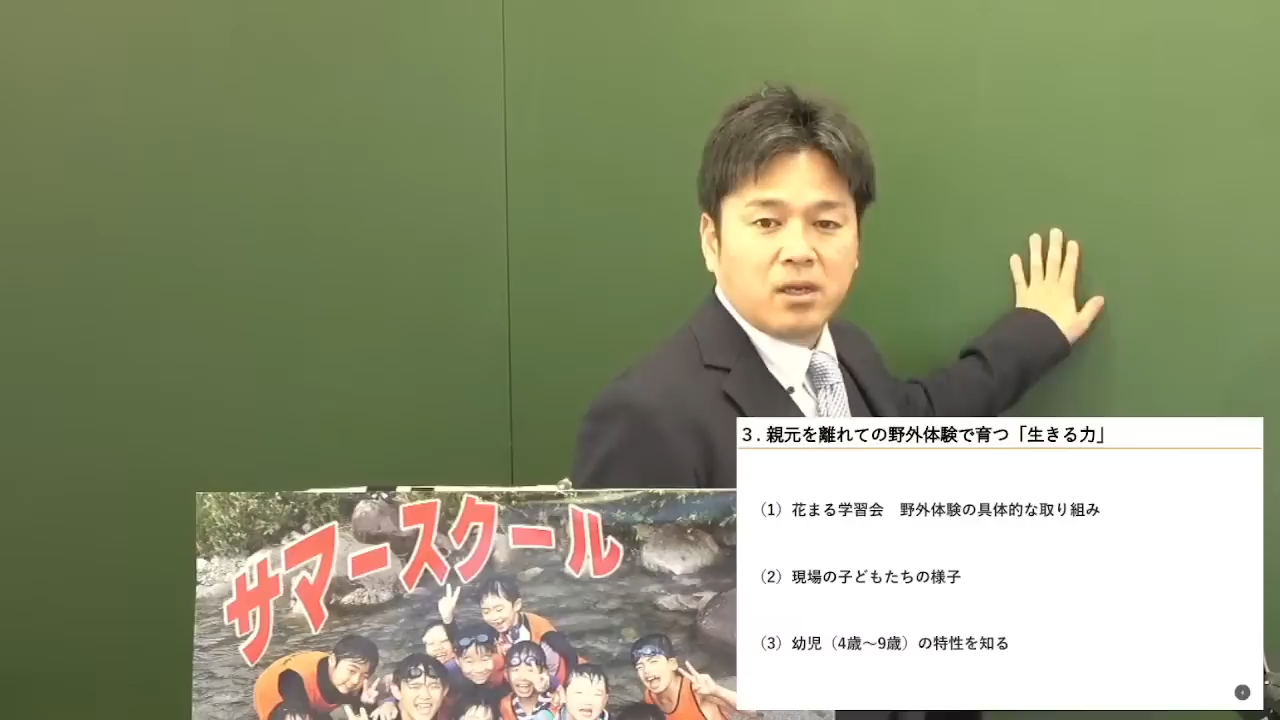 サマースクール
３. 親元を離れての野外体験で育つ「生きる力」
（1）花まる学習会　野外体験の具体的な取り組み
（2）現場の子どもたちの様子
（3）幼児（4歳～9歳）の特性を知る